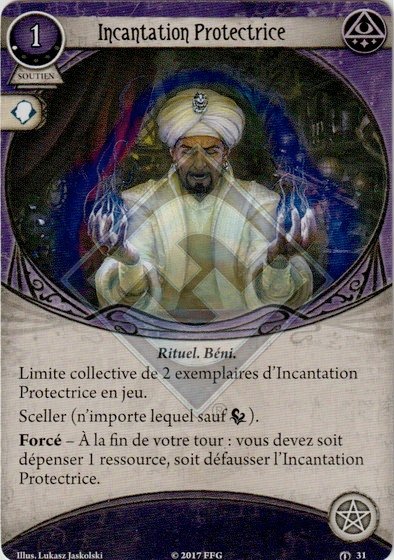 1
Incantation Protectrice
SOUTIEN
Rituel. Béni.
Limite collective de 2 exemplaires d'Incantation
Protectrice en jeu.
Sceller (n'importe lequel sauf ).
Forcé – À la fin de votre tour : vous devez soit
dépenser 1 ressource, soit défausser l'Incantation
Protectrice.
Illus. Lukasz Jaskolski
© 2017 FFG
31